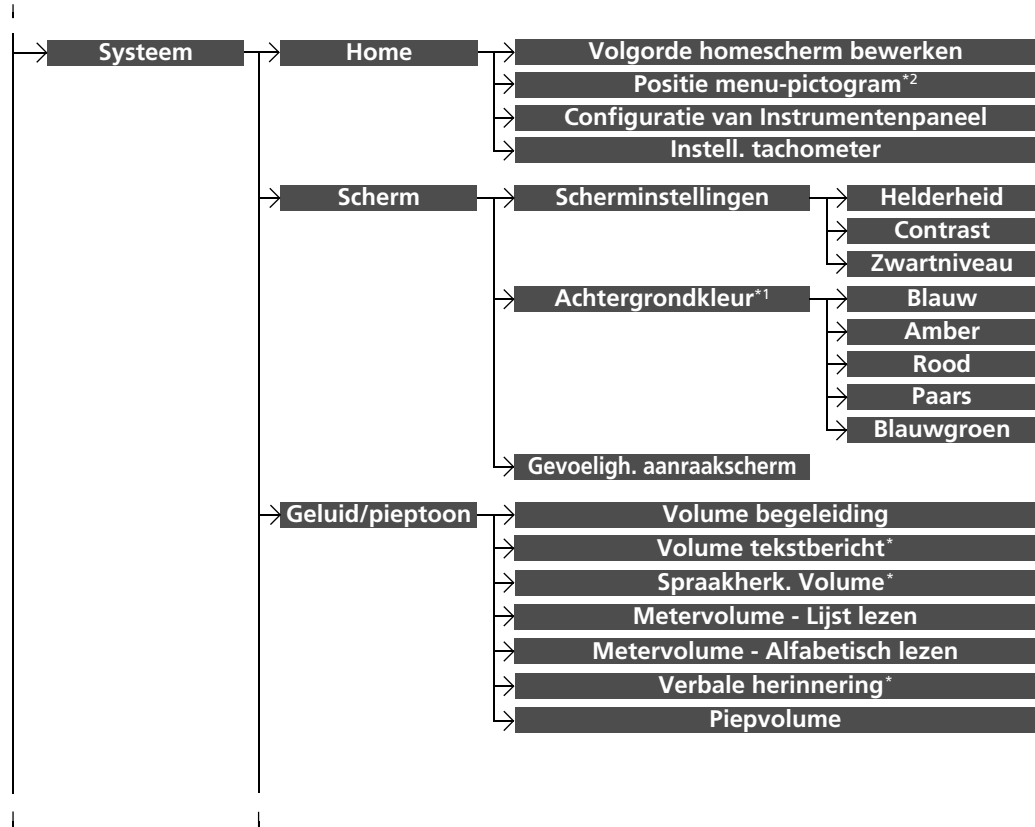 Systeem
Home
Volgorde homescherm bewerken
Positie menu-pictogram*2
Configuratie van Instrumentenpaneel
Instell. tachometer
Scherm
Scherminstellingen
Helderheid
Contrast
Zwartniveau
Achtergrondkleur*1
Blauw
Amber
Rood
Paars
Blauwgroen
Gevoeligh. aanraakscherm
Geluid/pieptoon
Volume begeleiding
Volume tekstbericht*
Spraakherk. Volume*
Metervolume - Lijst lezen
Metervolume - Alfabetisch lezen
Verbale herinnering*
Piepvolume